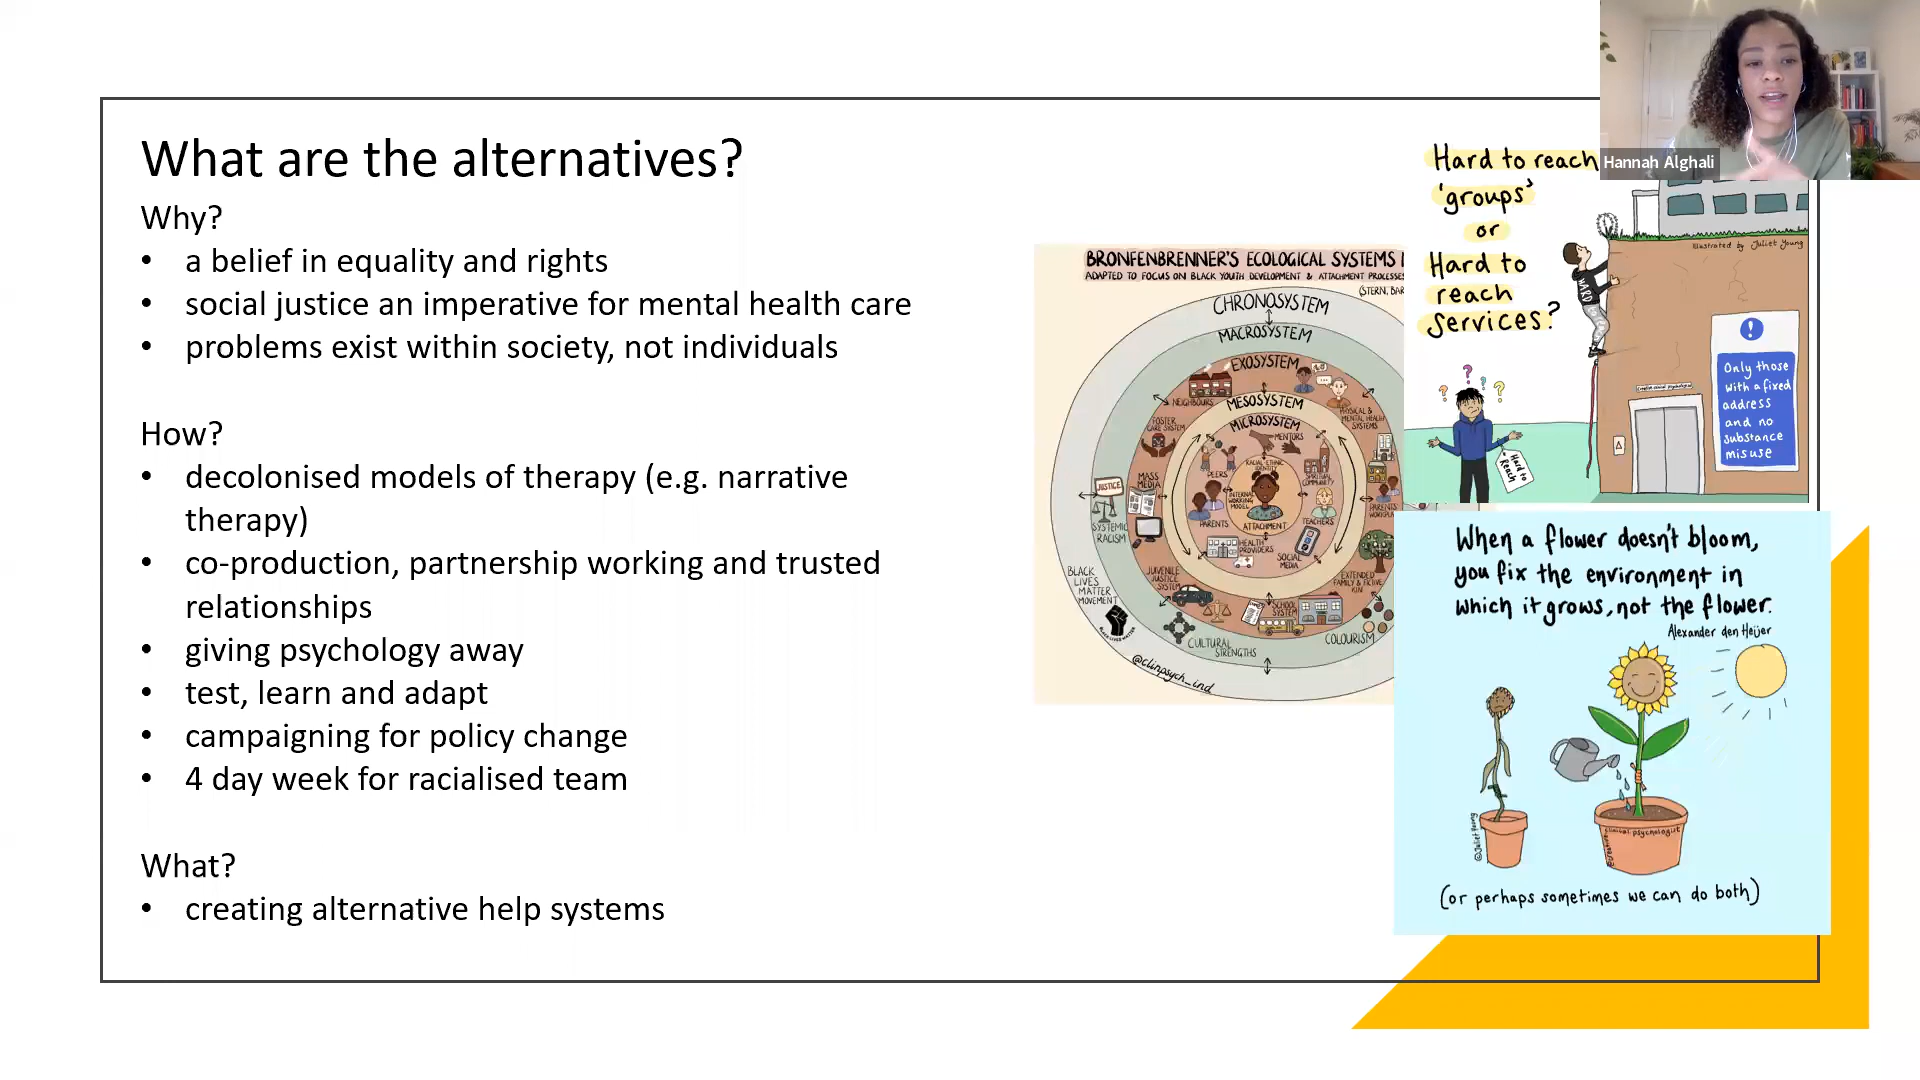 What are the alternatives?
Why?
• a belief in equality and rights
• social justice an imperative for mental health care
• problems exist within society, not individuals
How?
• decolonised models of therapy (e.g. narrative
therapy)
• co-production, partnership working and trusted
relationships
• giving psychology away
• test, learn and adapt
• campaigning for policy change
• 4 day week for racialised team
What?
• creating alternative help systems
BRONFENBRENNER'S ECOLOGICAL SYSTEMS
ADAPTED TO FOCUS ON BLACK YOUTH DEVELOPMENT & ATTACHMENT PROCESSES
(STERN, BAR
CHRONOSYSTEM
MACROSYSTEM
EXOSYSTEM
NEIGHBOURS
MESOSYSTEM
PHYSICAL &
MENTAL HEALTH
SYSTEMS
FOSTER
CARE SYSTEM
MICROSYSTEM
MENTORS
RACIAL-ETHNIC
IDENTITY
PEERS
SPIRITUAL
COMMUNITY
MASS
MEDIA
JUSTICE
INTERNAL
WORKING
MODEL
PARENTS
ATTACHMENT
TEACHERS
PARENTS
SYSTEMIC
RACISM
HEALTH
PROVIDERS
SOCIAL
MEDIA
BLACK
LIVES
MATTER
MOVEMENT
JUVENILE
JUSTICE
SYSTEM
EXTENDED
FAMILY & FICTIVE
KIN
SCHOOL
SYSTEM
CULTURAL
STRENGTHS
COLOURISM
@clinpsych_ind
Hard to reach
'groups'
or
Hard to
reach
services?
Illustrated by Juliet Young
WARD
Hard to
Reach
!
Only those
with a fixed
address
and no
substance
misuse
When a flower doesn't bloom,
you fix the environment in
which it grows, not the flower.
Alexander den Heijer
@Juliet Young
clinical psychologist
(or perhaps sometimes we can do both)
Hannah Alghali